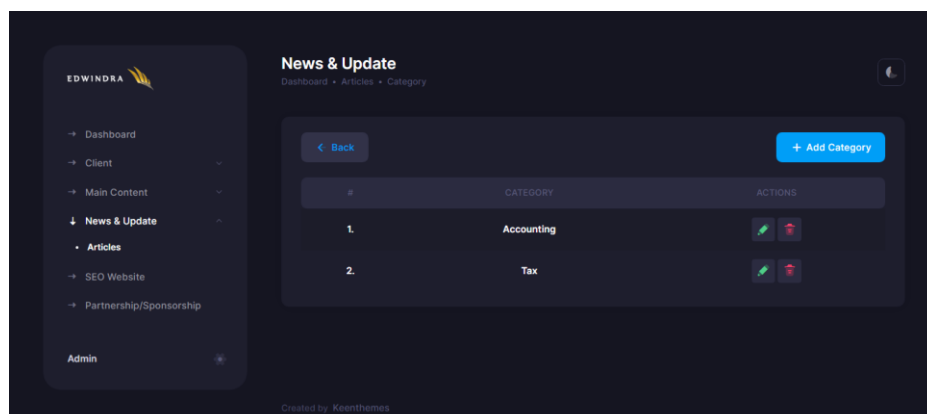 EDWINDRA
→ Dashboard
→ Client
→ Main Content
↓ News & Update
• Articles
→ SEO Website
→ Partnership/Sponsorship
Admin
News & Update
Dashboard • Articles • Category
Back
+ Add Category
# CATEGORY ACTIONS
1. Accounting
2. Tax
Created by Keenthemes